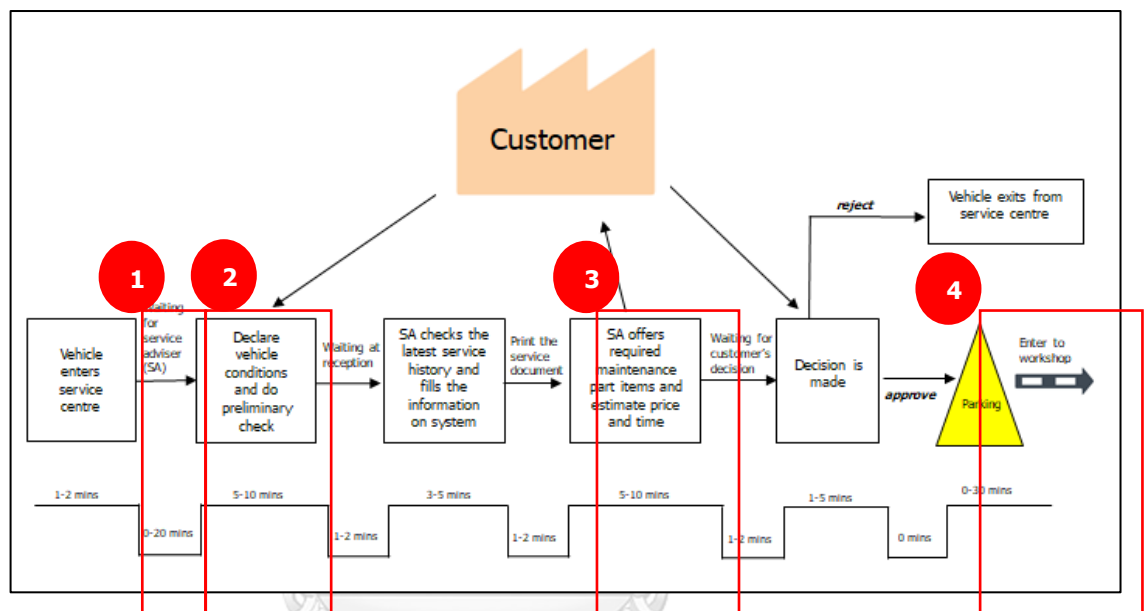 Customer
reject
Vehicle exits from
service centre
1
2
3
4
Waiting
for
service
adviser
(SA)
Vehicle
enters
service
centre
Declare
vehicle
conditions
and do
preliminary
check
Waiting at
reception
SA checks the
latest service
history and
fills the
information
on system
Print the
service
document
SA offers
required
maintenance
part items and
estimate price
and time
Waiting for
customer's
decision
Decision is
made
approve
Parking
Enter to
workshop
1-2 mins
0-20 mins
5-10 mins
1-2 mins
3-5 mins
1-2 mins
5-10 mins
1-2 mins
1-5 mins
0 mins
0-30 mins